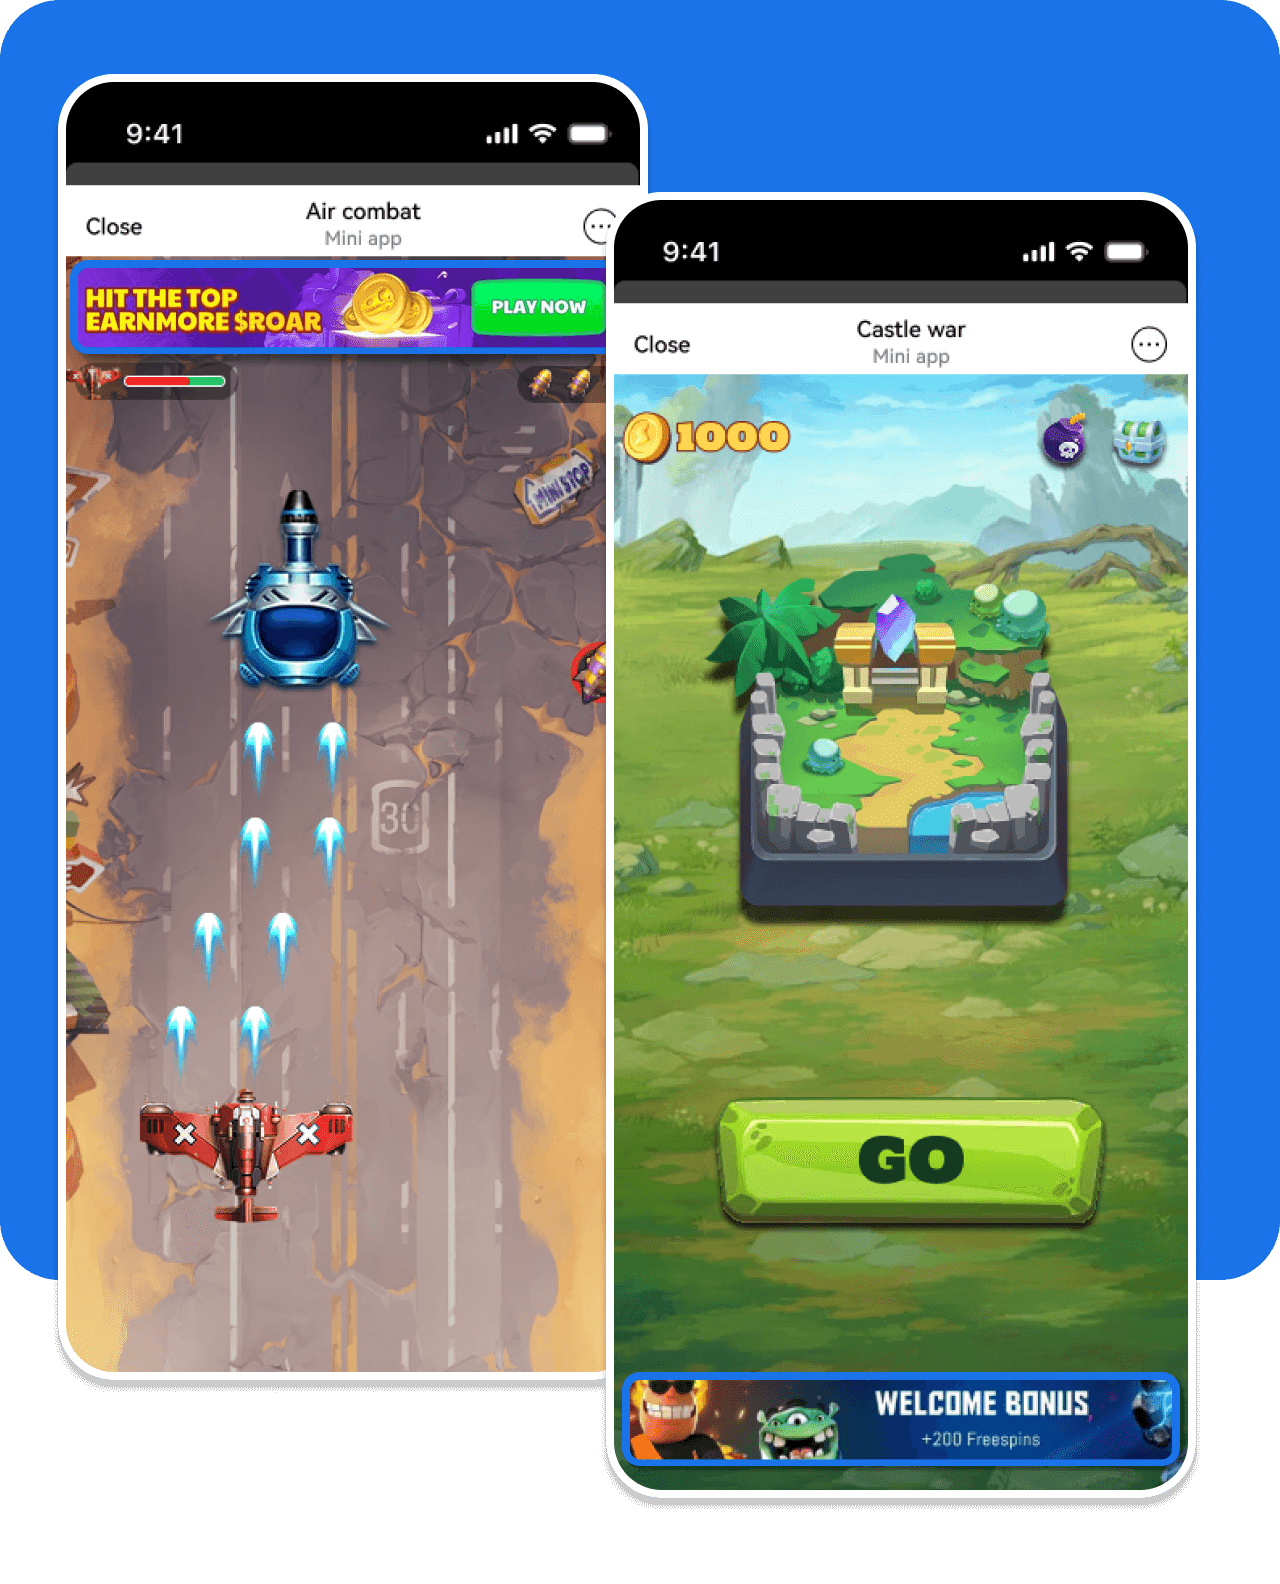 9:41
Close
Air combat
Mini app
HIT THE TOP
EARNMORE $ROAR
PLAY NOW
MINI STOP
30
9:41
Close
Castle war
Mini app
1000
GO
WELCOME BONUS
+200 Freespins